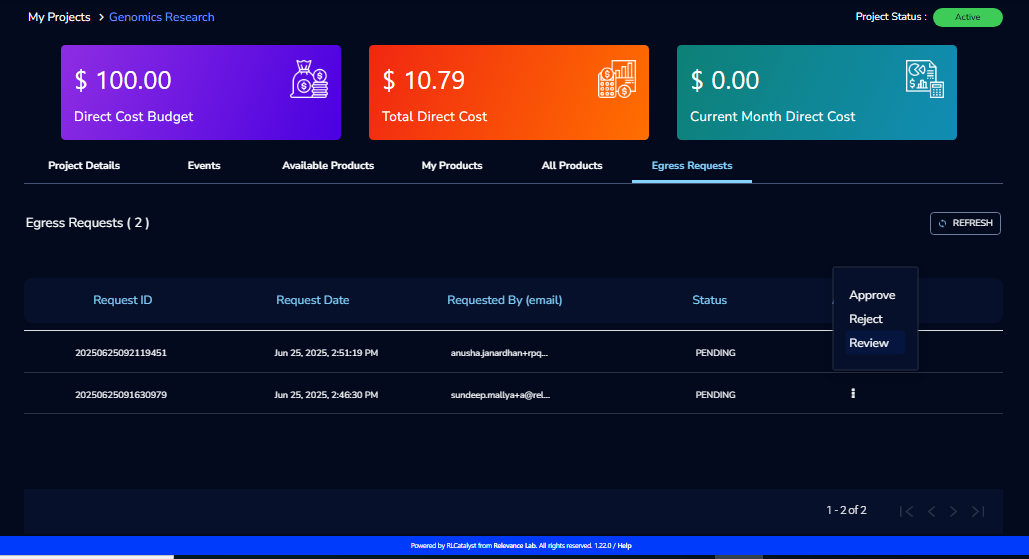 My Projects > Genomics Research
Project Status : Active
$ 100.00
Direct Cost Budget
$ 10.79
Total Direct Cost
$ 0.00
Current Month Direct Cost
Project Details Events Available Products My Products All Products Egress Requests
Egress Requests ( 2 )
REFRESH
Request ID Request Date Requested By (email) Status
Approve
Reject
Review
20250625092119451 Jun 25, 2025, 2:51:19 PM anusha.janardhan+rpq... PENDING
20250625091630979 Jun 25, 2025, 2:46:30 PM sundeep.mallya+a@rel... PENDING
1 - 2 of 2
Powered by RLCatalyst from Relevance Lab. All rights reserved. 1.22.0 / Help